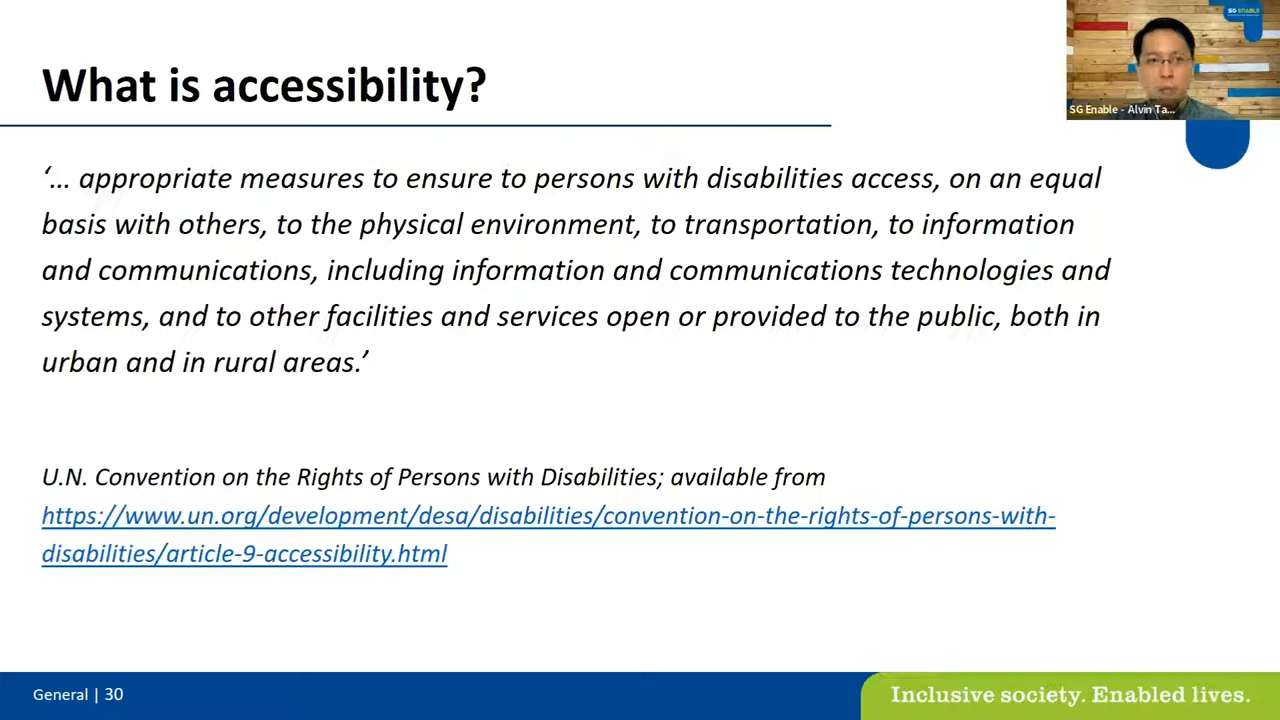 What is accessibility?
SG ENABLE
SG Enable - Alvin Ta...
‘... appropriate measures to ensure to persons with disabilities access, on an equal
basis with others, to the physical environment, to transportation, to information
and communications, including information and communications technologies and
systems, and to other facilities and services open or provided to the public, both in
urban and in rural areas.’
U.N. Convention on the Rights of Persons with Disabilities; available from
https://www.un.org/development/desa/disabilities/convention-on-the-rights-of-persons-with-
disabilities/article-9-accessibility.html
General | 30
Inclusive society. Enabled lives.